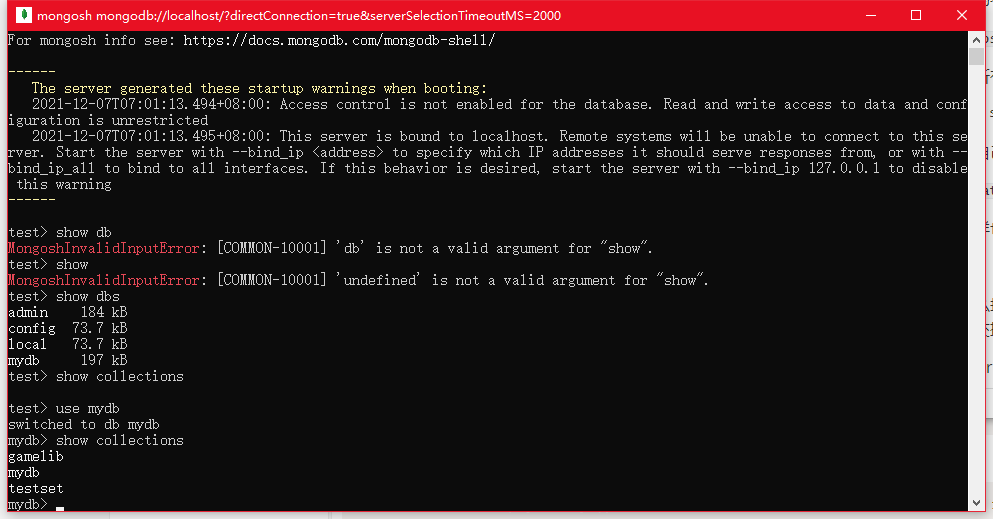 mongosh mongodb://localhost/?directConnection=true&serverSelectionTimeoutMS=2000
For mongosh info see: https://docs.mongodb.com/mongodb-shell/
------
The server generated these startup warnings when booting:
2021-12-07T07:01:13.494+08:00: Access control is not enabled for the database. Read and write access to data and conf
iguration is unrestricted
2021-12-07T07:01:13.495+08:00: This server is bound to localhost. Remote systems will be unable to connect to this se
rver. Start the server with --bind_ip <address> to specify which IP addresses it should serve responses from, or with --
bind_ip_all to bind to all interfaces. If this behavior is desired, start the server with --bind_ip 127.0.0.1 to disable
this warning
------
test> show db
MongoshInvalidInputError: [COMMON-10001] 'db' is not a valid argument for "show".
test> show
MongoshInvalidInputError: [COMMON-10001] 'undefined' is not a valid argument for "show".
test> show dbs
admin 184 kB
config 73.7 kB
local 73.7 kB
mydb 197 kB
test> show collections
test> use mydb
switched to db mydb
mydb> show collections
gamelib
mydb
testset
mydb>